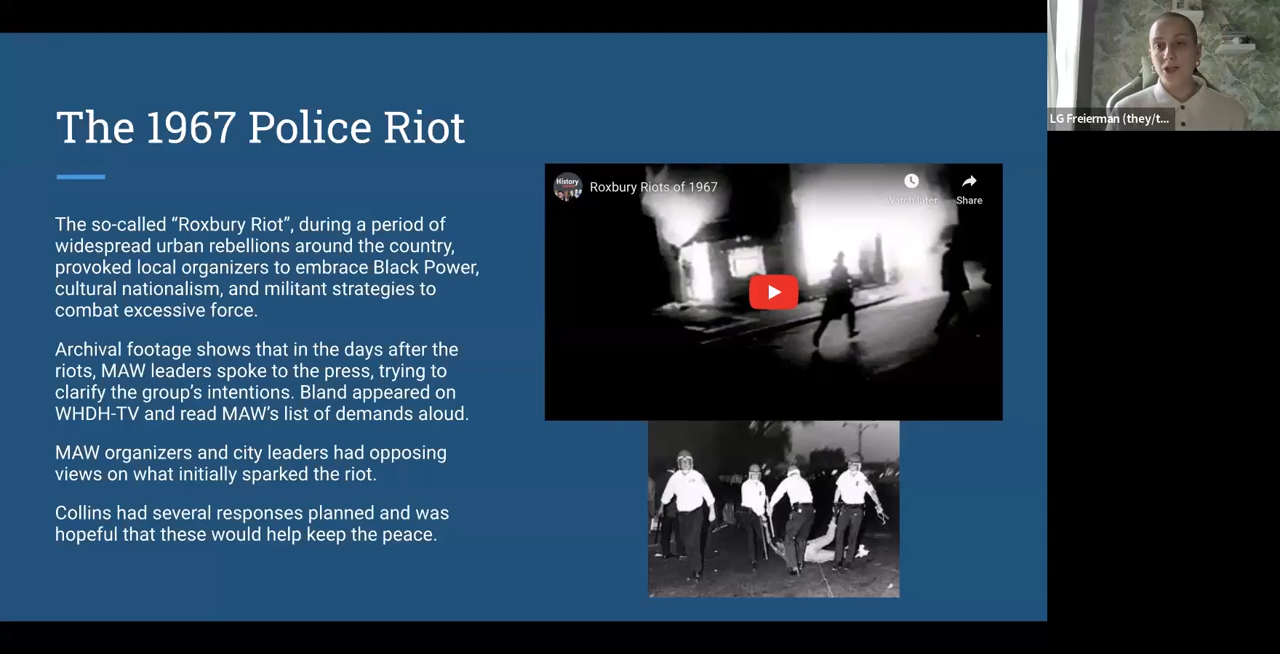 The 1967 Police Riot
The so-called “Roxbury Riot”, during a period of
widespread urban rebellions around the country,
provoked local organizers to embrace Black Power,
cultural nationalism, and militant strategies to
combat excessive force.
Archival footage shows that in the days after the
riots, MAW leaders spoke to the press, trying to
clarify the group’s intentions. Bland appeared on
WHDH-TV and read MAW’s list of demands aloud.
MAW organizers and city leaders had opposing
views on what initially sparked the riot.
Collins had several responses planned and was
hopeful that these would help keep the peace.
History
Roxbury Riots of 1967
Watch later
Share
LG Freierman (they/t...